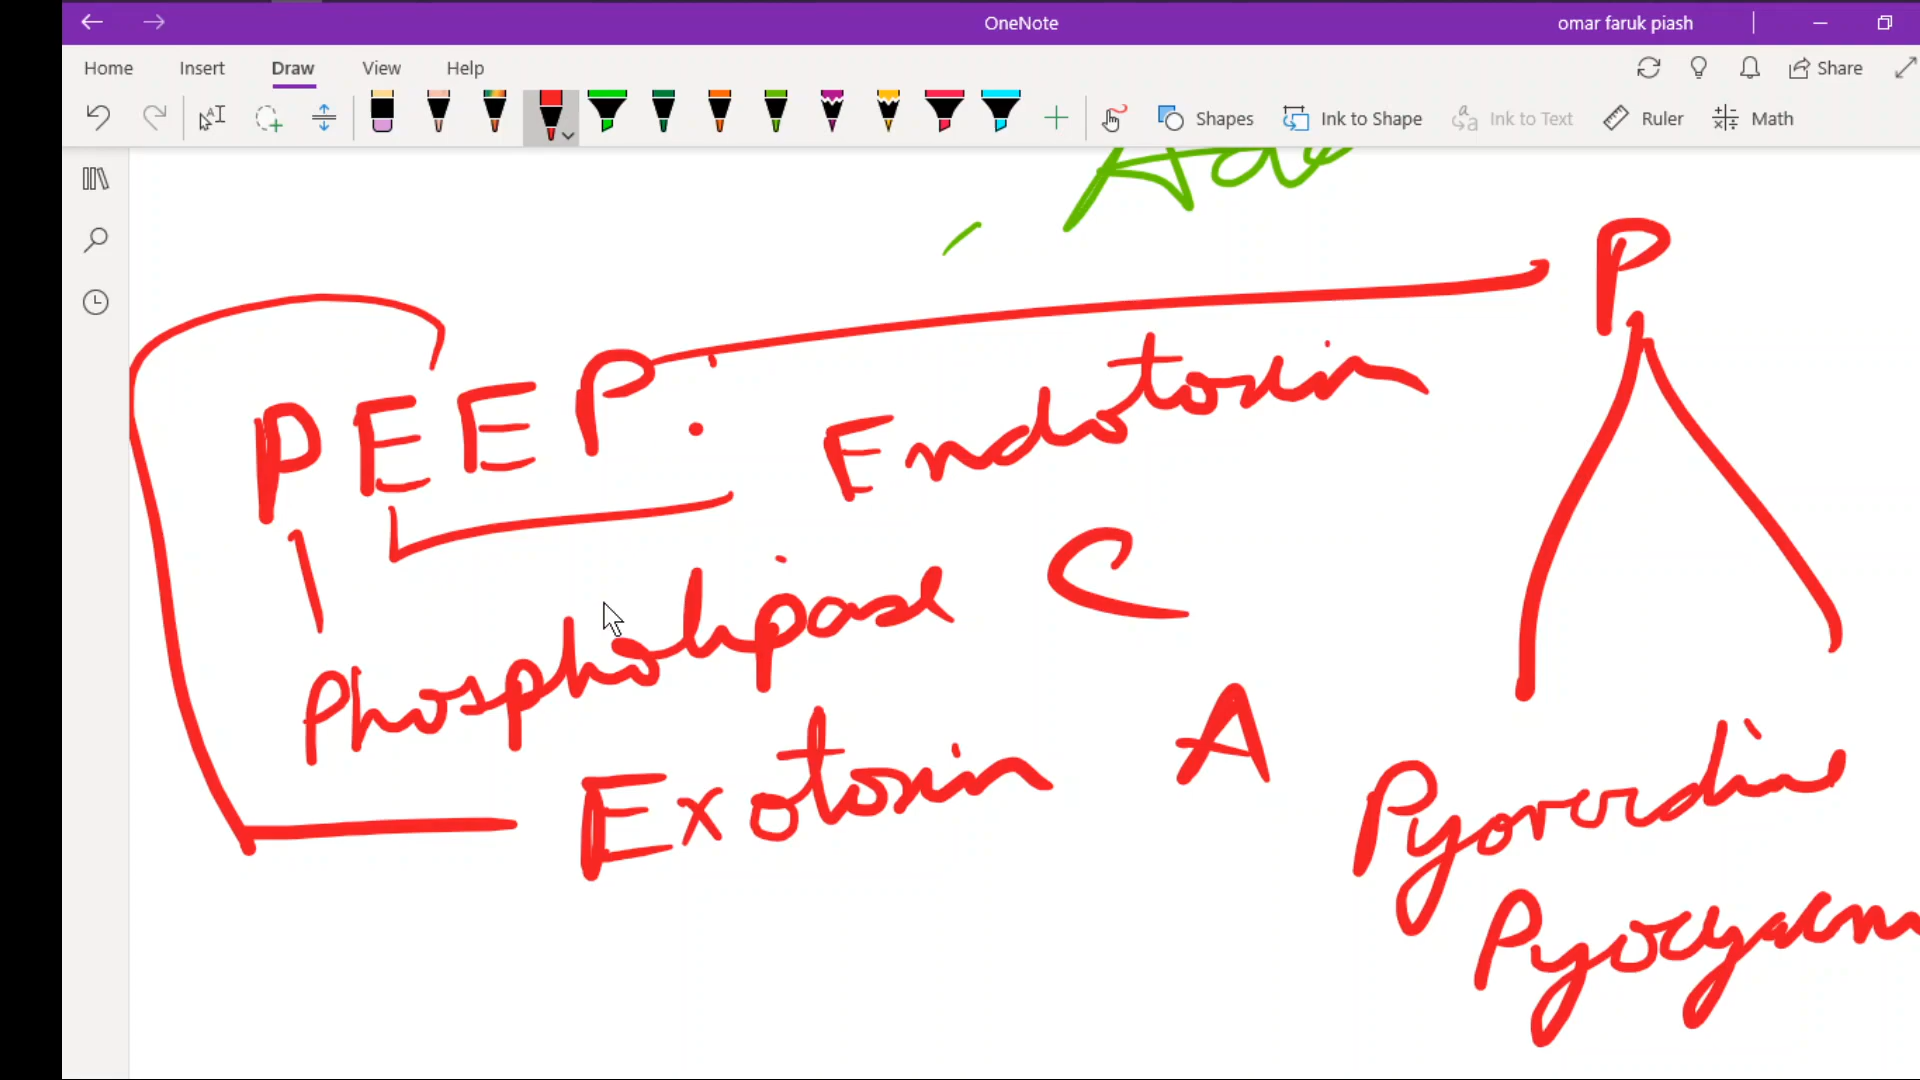 OneNote
omar faruk piash
Home Insert Draw View Help
Share
Shapes Ink to Shape Ink to Text Ruler Math
P
PEEP: Endotoxin
Phospholipase C
Exotoxin A
Pyoverdine